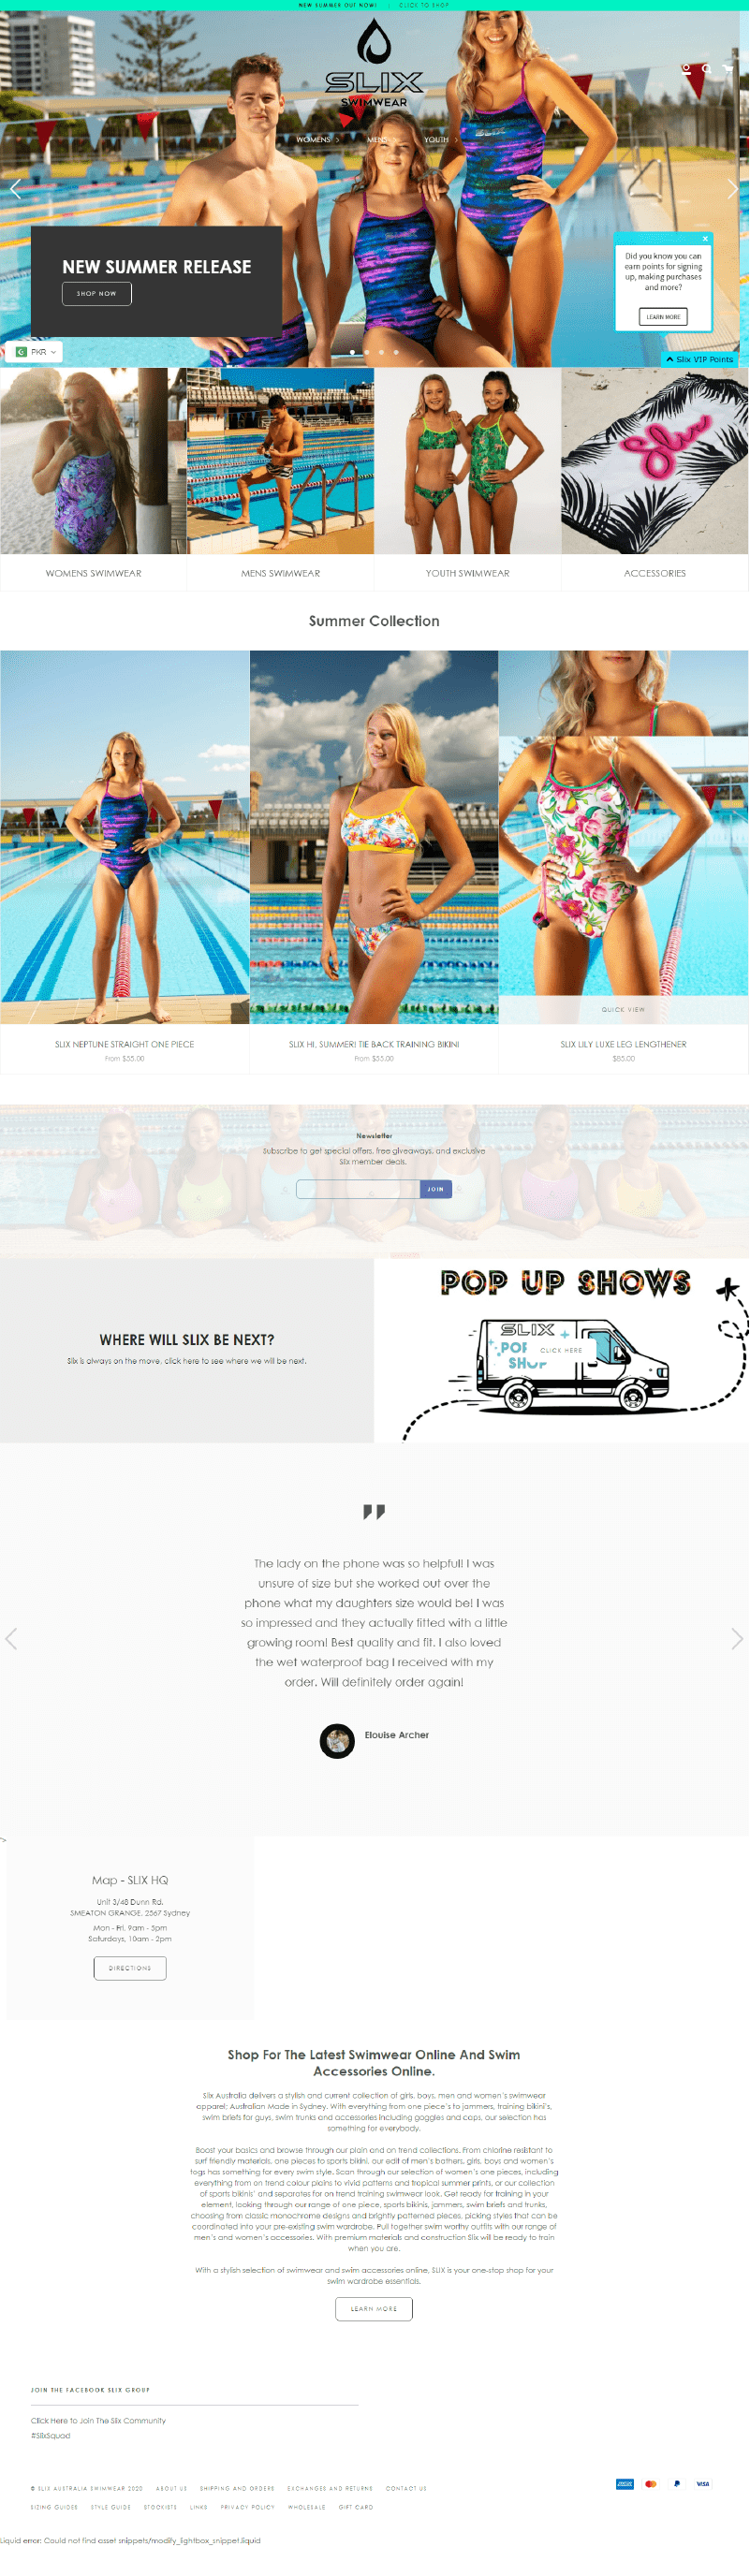 NEW SUMMER OUT NOW! | CLICK TO SHOP
SLIX
SWIMWEAR
WOMENS
MENS
YOUTH
NEW SUMMER RELEASE
SHOP NOW
X
Did you know you can
earn points for signing
up, making purchases
and more?
LEARN MORE
PKR
Slix VIP Points
WOMENS SWIMWEAR
MENS SWIMWEAR
YOUTH SWIMWEAR
ACCESSORIES
Summer Collection
QUICK VIEW
SLIX NEPTUNE STRAIGHT ONE PIECE
From $55.00
SLIX HI, SUMMER! TIE BACK TRAINING BIKINI
From $35.00
SLIX LILY LUXE LEG LENGTHENER
$85.00
Newsletter
Subscribe to get special offers, free giveaways, and exclusive
Slix member deals.
JOIN
WHERE WILL SLIX BE NEXT?
Slix is always on the move, click here to see where we will be next.
POP UP SHOWS
SLIX
CLICK HERE
"
The lady on the phone was so helpful! I was
unsure of size but she worked out over the
phone what my daughters size would be! I was
so impressed and they actually fitted with a little
growing room! Best quality and fit. I also loved
the wet waterproof bag I received with my
order. Will definitely order again!
Elouise Archer
">
Map - SLIX HQ
Unit 3/48 Dunn Rd,
SMEATON GRANGE, 2567 Sydney
Mon - Fri, 9am - 5pm
Saturdays, 10am - 2pm
DIRECTIONS
Shop For The Latest Swimwear Online And Swim
Accessories Online.
Slix Australia delivers a stylish and current collection of girls, boys, men and women's swimwear
apparel; Australian Made in Sydney. With everything from one piece's to jammers, training bikini's,
swim briefs for guys, swim trunks and accessories including goggles and caps, our selection has
something for everybody.
Boost your basics and browse through our plain and on trend collections. From chlorine resistant to
surf friendly materials, one pieces to sports bikini, our edit of men's bathers, girls, boys and women's
togs has something for every swim style. Scan through our selection of women's one pieces, including
everything from on trend colour plains to vivid patterns and tropical summer prints, or our collection
of sports bikinis' and separates for on trend training swimwear look. Get ready for training in your
element, looking through our range of one piece, sports bikinis, jammers, swim briefs and trunks,
choosing from classic monochrome designs and brightly patterned pieces, picking styles that can be
coordinated into your pre-existing swim wardrobe. Pull together swim worthy outfits with our range of
men's and women's accessories. With premium materials and construction Slix will be ready to train
when you are.
With a stylish selection of swimwear and swim accessories online, SLIX is your one-stop shop for your
swim wardrobe essentials.
LEARN MORE
JOIN THE FACEBOOK SLIX GROUP
Click Here to Join The Slix Community
#SlixSquad
© SLIX AUSTRALIA SWIMWEAR 2020 ABOUT US SHIPPING AND ORDERS EXCHANGES AND RETURNS CONTACT US
SIZING GUIDES STYLE GUIDE STOCKISTS LINKS PRIVACY POLICY WHOLESALE GIFT CARD
VISA
Liquid error: Could not find asset snippets/modify_lightbox_snippet.liquid